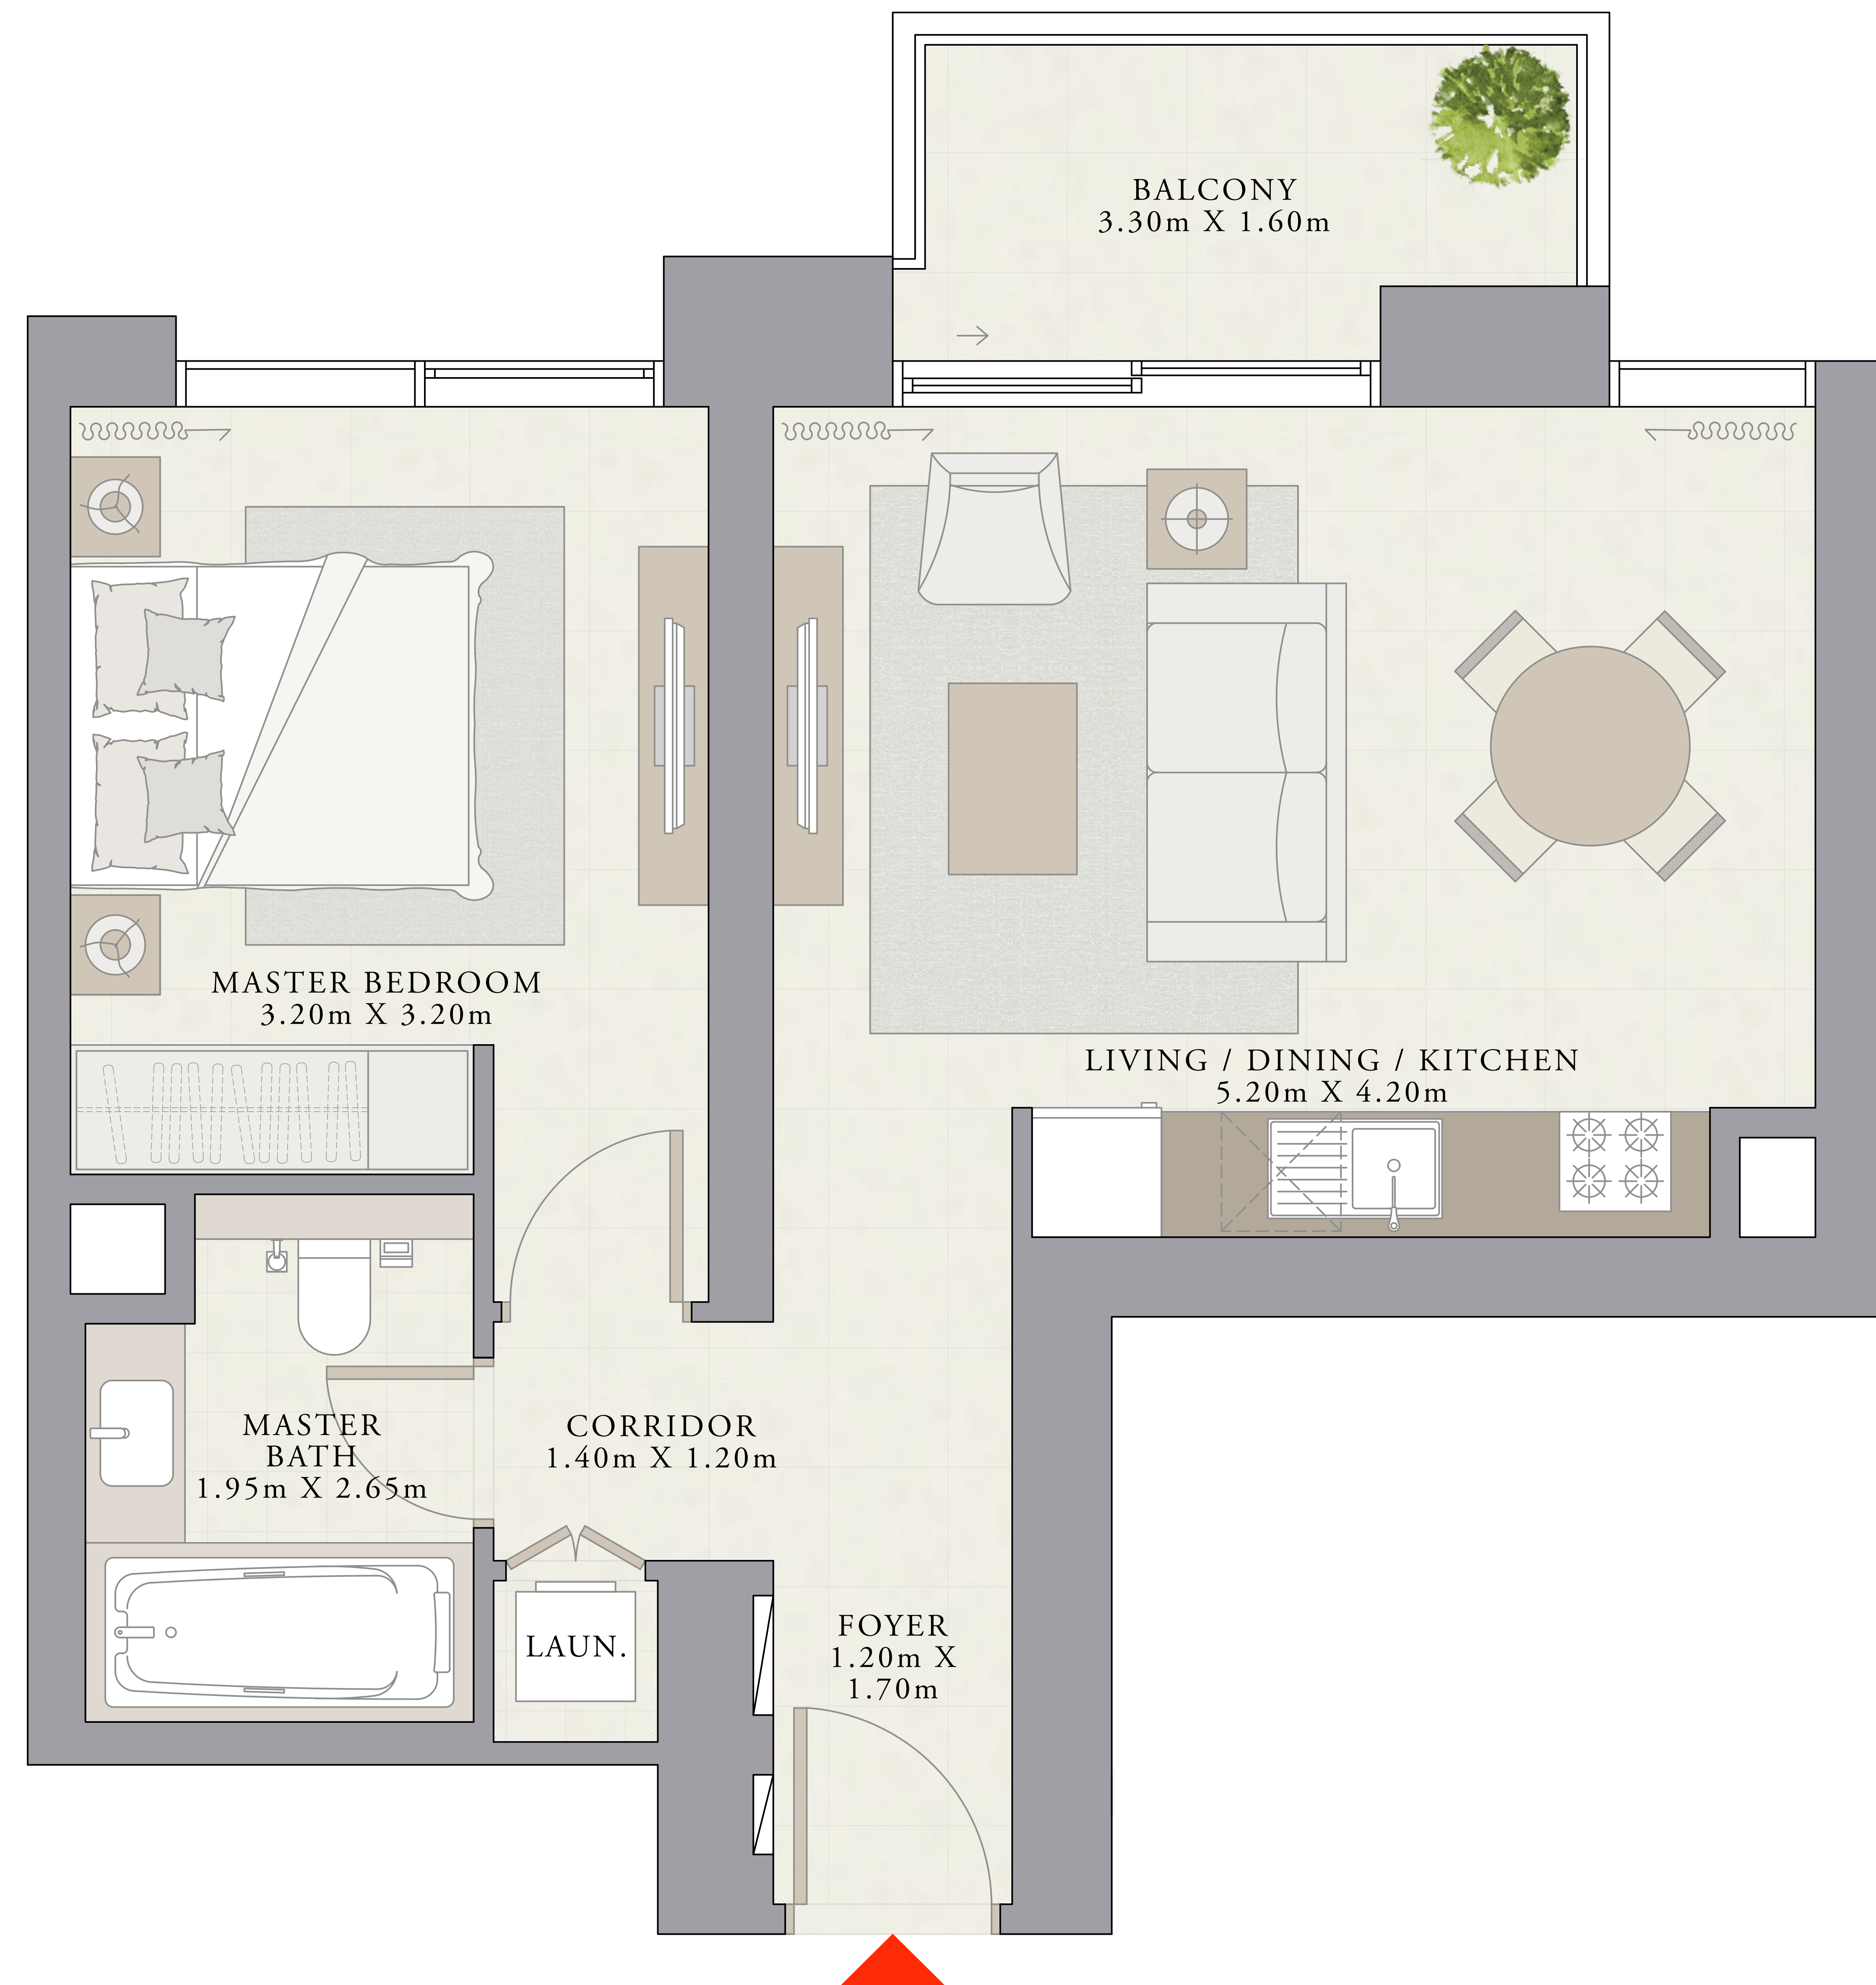 BALCONY
3.30m X 1.60m
MASTER BEDROOM
3.20m X 3.20m
LIVING / DINING / KITCHEN
5.20m X 4.20m
MASTER
BATH
1.95m X 2.65m
CORRIDOR
1.40m X 1.20m
LAUN.
FOYER
1.20m X
1.70m